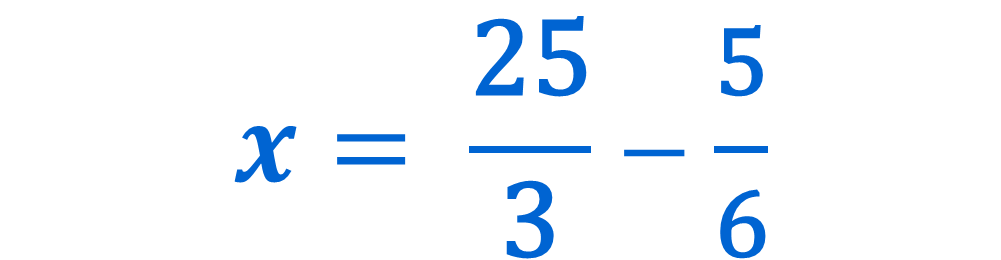 x = 25/3 − 5/6